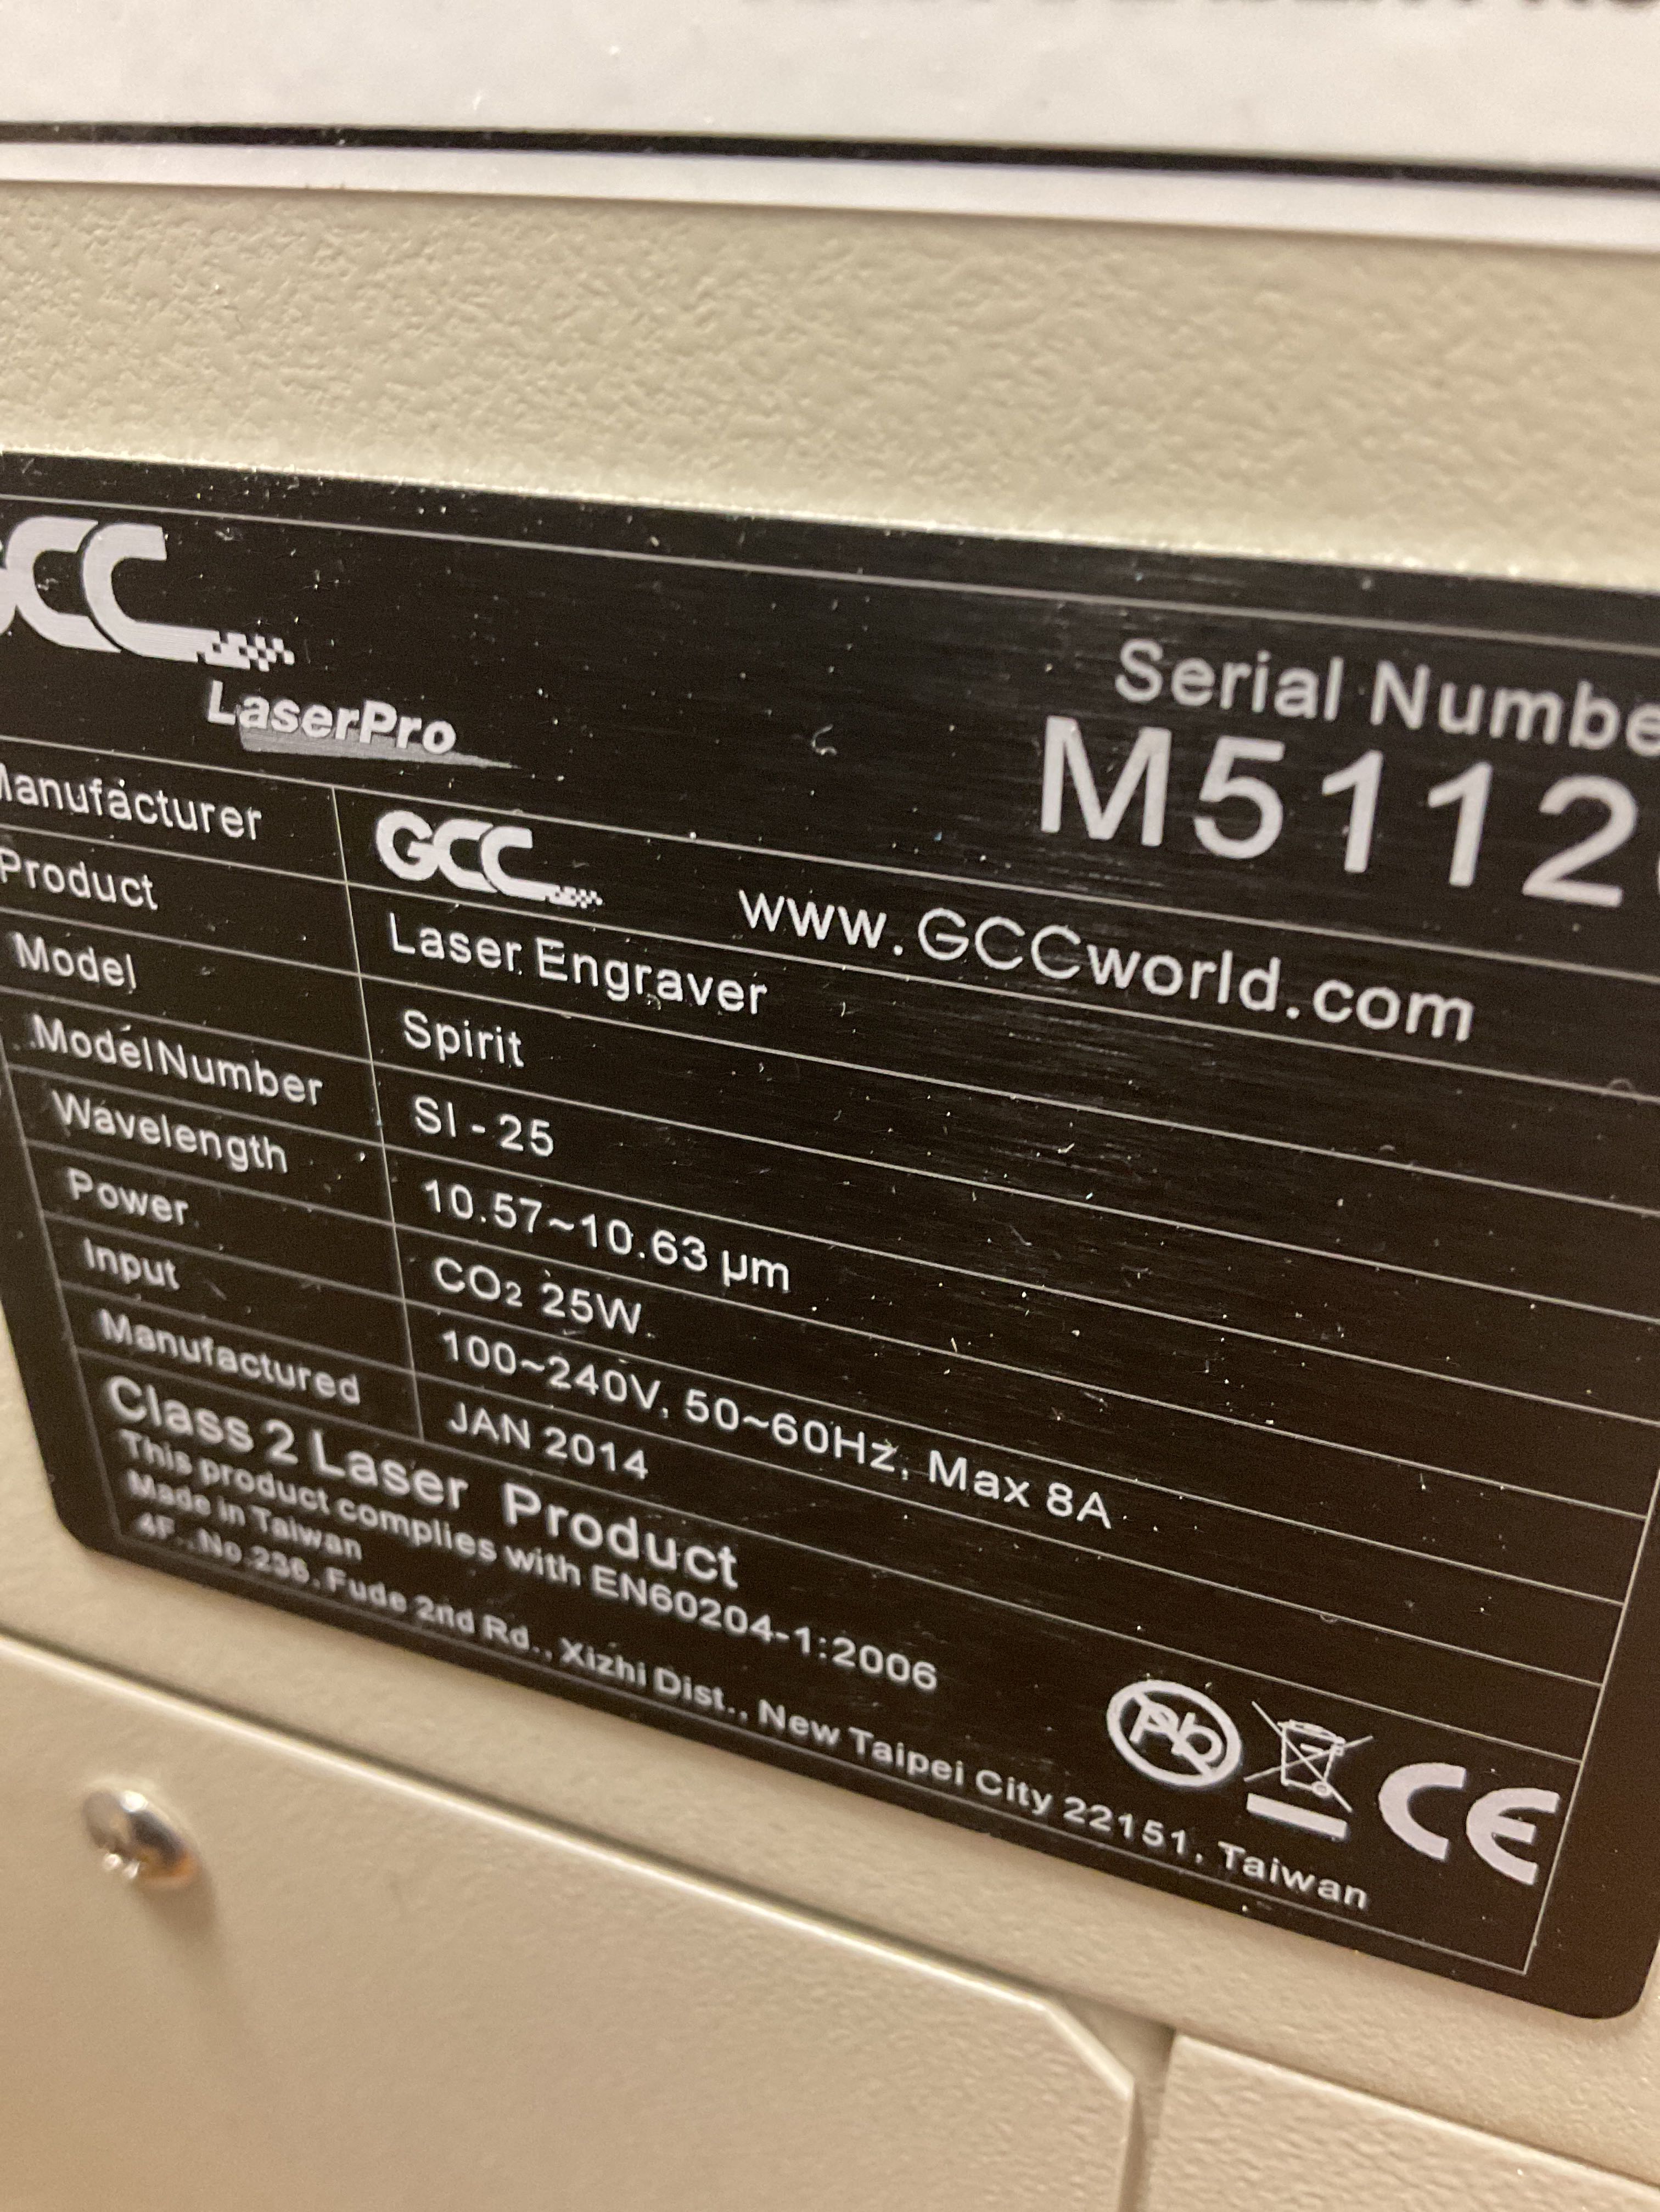 GCC
LaserPro
Serial Numbe
M5112
Manufacturer GCC www.GCCworld.com
Product Laser Engraver
Model Spirit
Model Number SI-25
Wavelength 10.57~10.63 µm
Power CO₂ 25W
Input 100~240V, 50~60Hz, Max 8A
Manufactured JAN 2014
Class 2 Laser Product
This product complies with EN60204-1:2006
Made in Taiwan
4F., No.236, Fude 2nd Rd., Xizhi Dist., New Taipei City 22151, Taiwan
Pb
CE